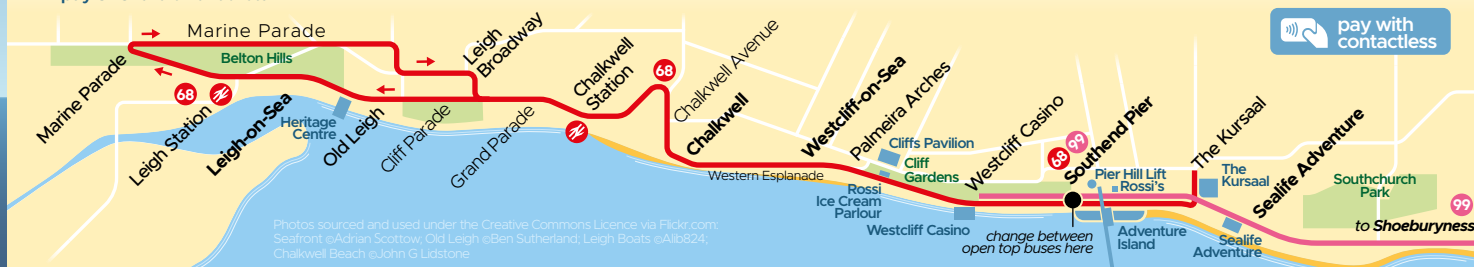 Marine Parade
Belton Hills
Marine Parade
68
Leigh Station
Leigh-on-Sea
Heritage
Centre
Old Leigh
Cliff Parade
Leigh
Broadway
Grand Parade
Chalkwell
Station
68
Chalkwell Avenue
Chalkwell
Western Esplanade
Westcliff-on-Sea
Palmeira Arches
Cliffs Pavilion
Cliff
Gardens
Rossi
Ice Cream
Parlour
Westcliff Casino
Westcliff Casino
68
99
Southend Pier
Pier Hill Lift
Rossi's
change between
open top buses here
Adventure
Island
The Kursaal
The
Kursaal
Sealife Adventure
Sealife
Adventure
Southchurch
Park
99
to Shoeburyness
pay with
contactless
Photos sourced and used under the Creative Commons Licence via Flickr.com:
Seafront ©Adrian Scottow; Old Leigh ©Ben Sutherland; Leigh Boats ©Alib824;
Chalkwell Beach ©John G Lidstone